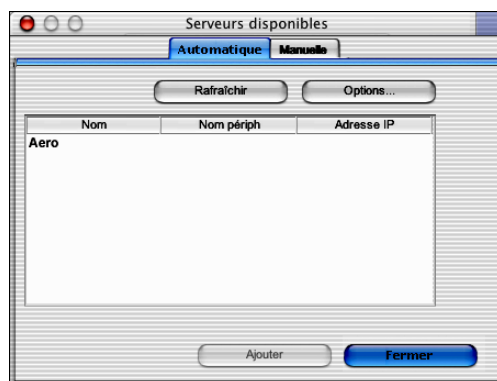 Serveurs disponibles
Automatique Manuelle
Rafraîchir Options...
Nom Nom périph Adresse IP
Aero
Ajouter Fermer